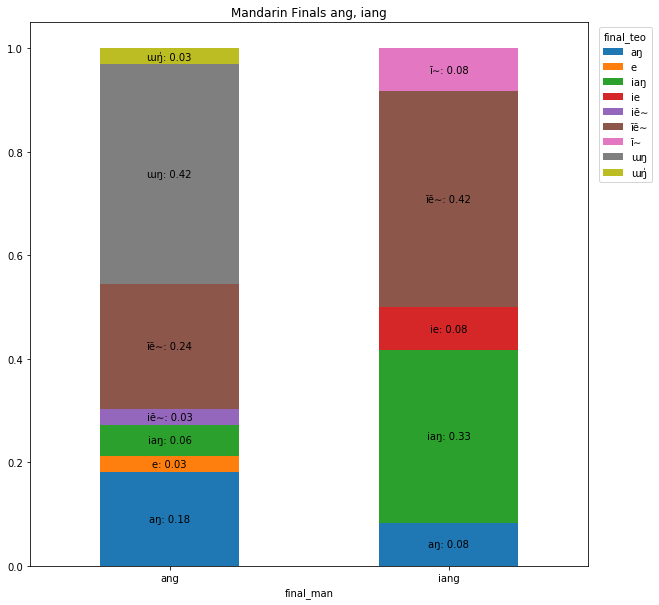 Mandarin Finals ang, iang
1.0
0.8
0.6
0.4
0.2
0.0
ɯŋ̍: 0.03
ɯŋ: 0.42
ĩẽ~: 0.24
iẽ~: 0.03
iaŋ: 0.06
e: 0.03
aŋ: 0.18
ĩ~: 0.08
ĩẽ~: 0.42
ie: 0.08
iaŋ: 0.33
aŋ: 0.08
ang
iang
final_man
final_teo
aŋ
e
iaŋ
ie
iẽ~
ĩẽ~
ĩ~
ɯŋ
ɯŋ̍